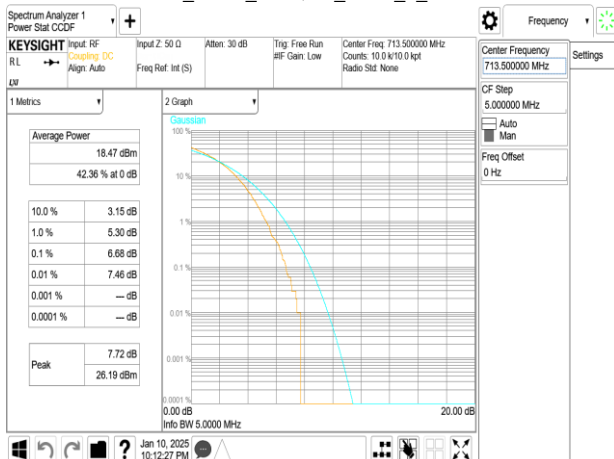 Spectrum Analyzer 1
Power Stat CCDF
+
Frequency
KEYSIGHT
RL
LXI
Input: RF
Coupling: DC
Align: Auto
Input Z: 50 Ω
Freq Ref: Int (S)
Atten: 30 dB
Trig: Free Run
#IF Gain: Low
Center Freq: 713.500000 MHz
Counts: 10.0 k/10.0 kpt
Radio Std: None
Center Frequency
713.500000 MHz
Settings
CF Step
5.000000 MHz
Auto
Man
Freq Offset
0 Hz
1 Metrics
Average Power
18.47 dBm
42.36 % at 0 dB
10.0 % 3.15 dB
1.0 % 5.30 dB
0.1 % 6.68 dB
0.01 % 7.46 dB
0.001 % --- dB
0.0001 % --- dB
Peak
7.72 dB
26.19 dBm
2 Graph
Gaussian
100 %
10 %
1 %
0.1 %
0.01 %
0.001 %
0.0001 %
0.00 dB 20.00 dB
Info BW 5.0000 MHz
?
Jan 10, 2025
10:12:27 PM